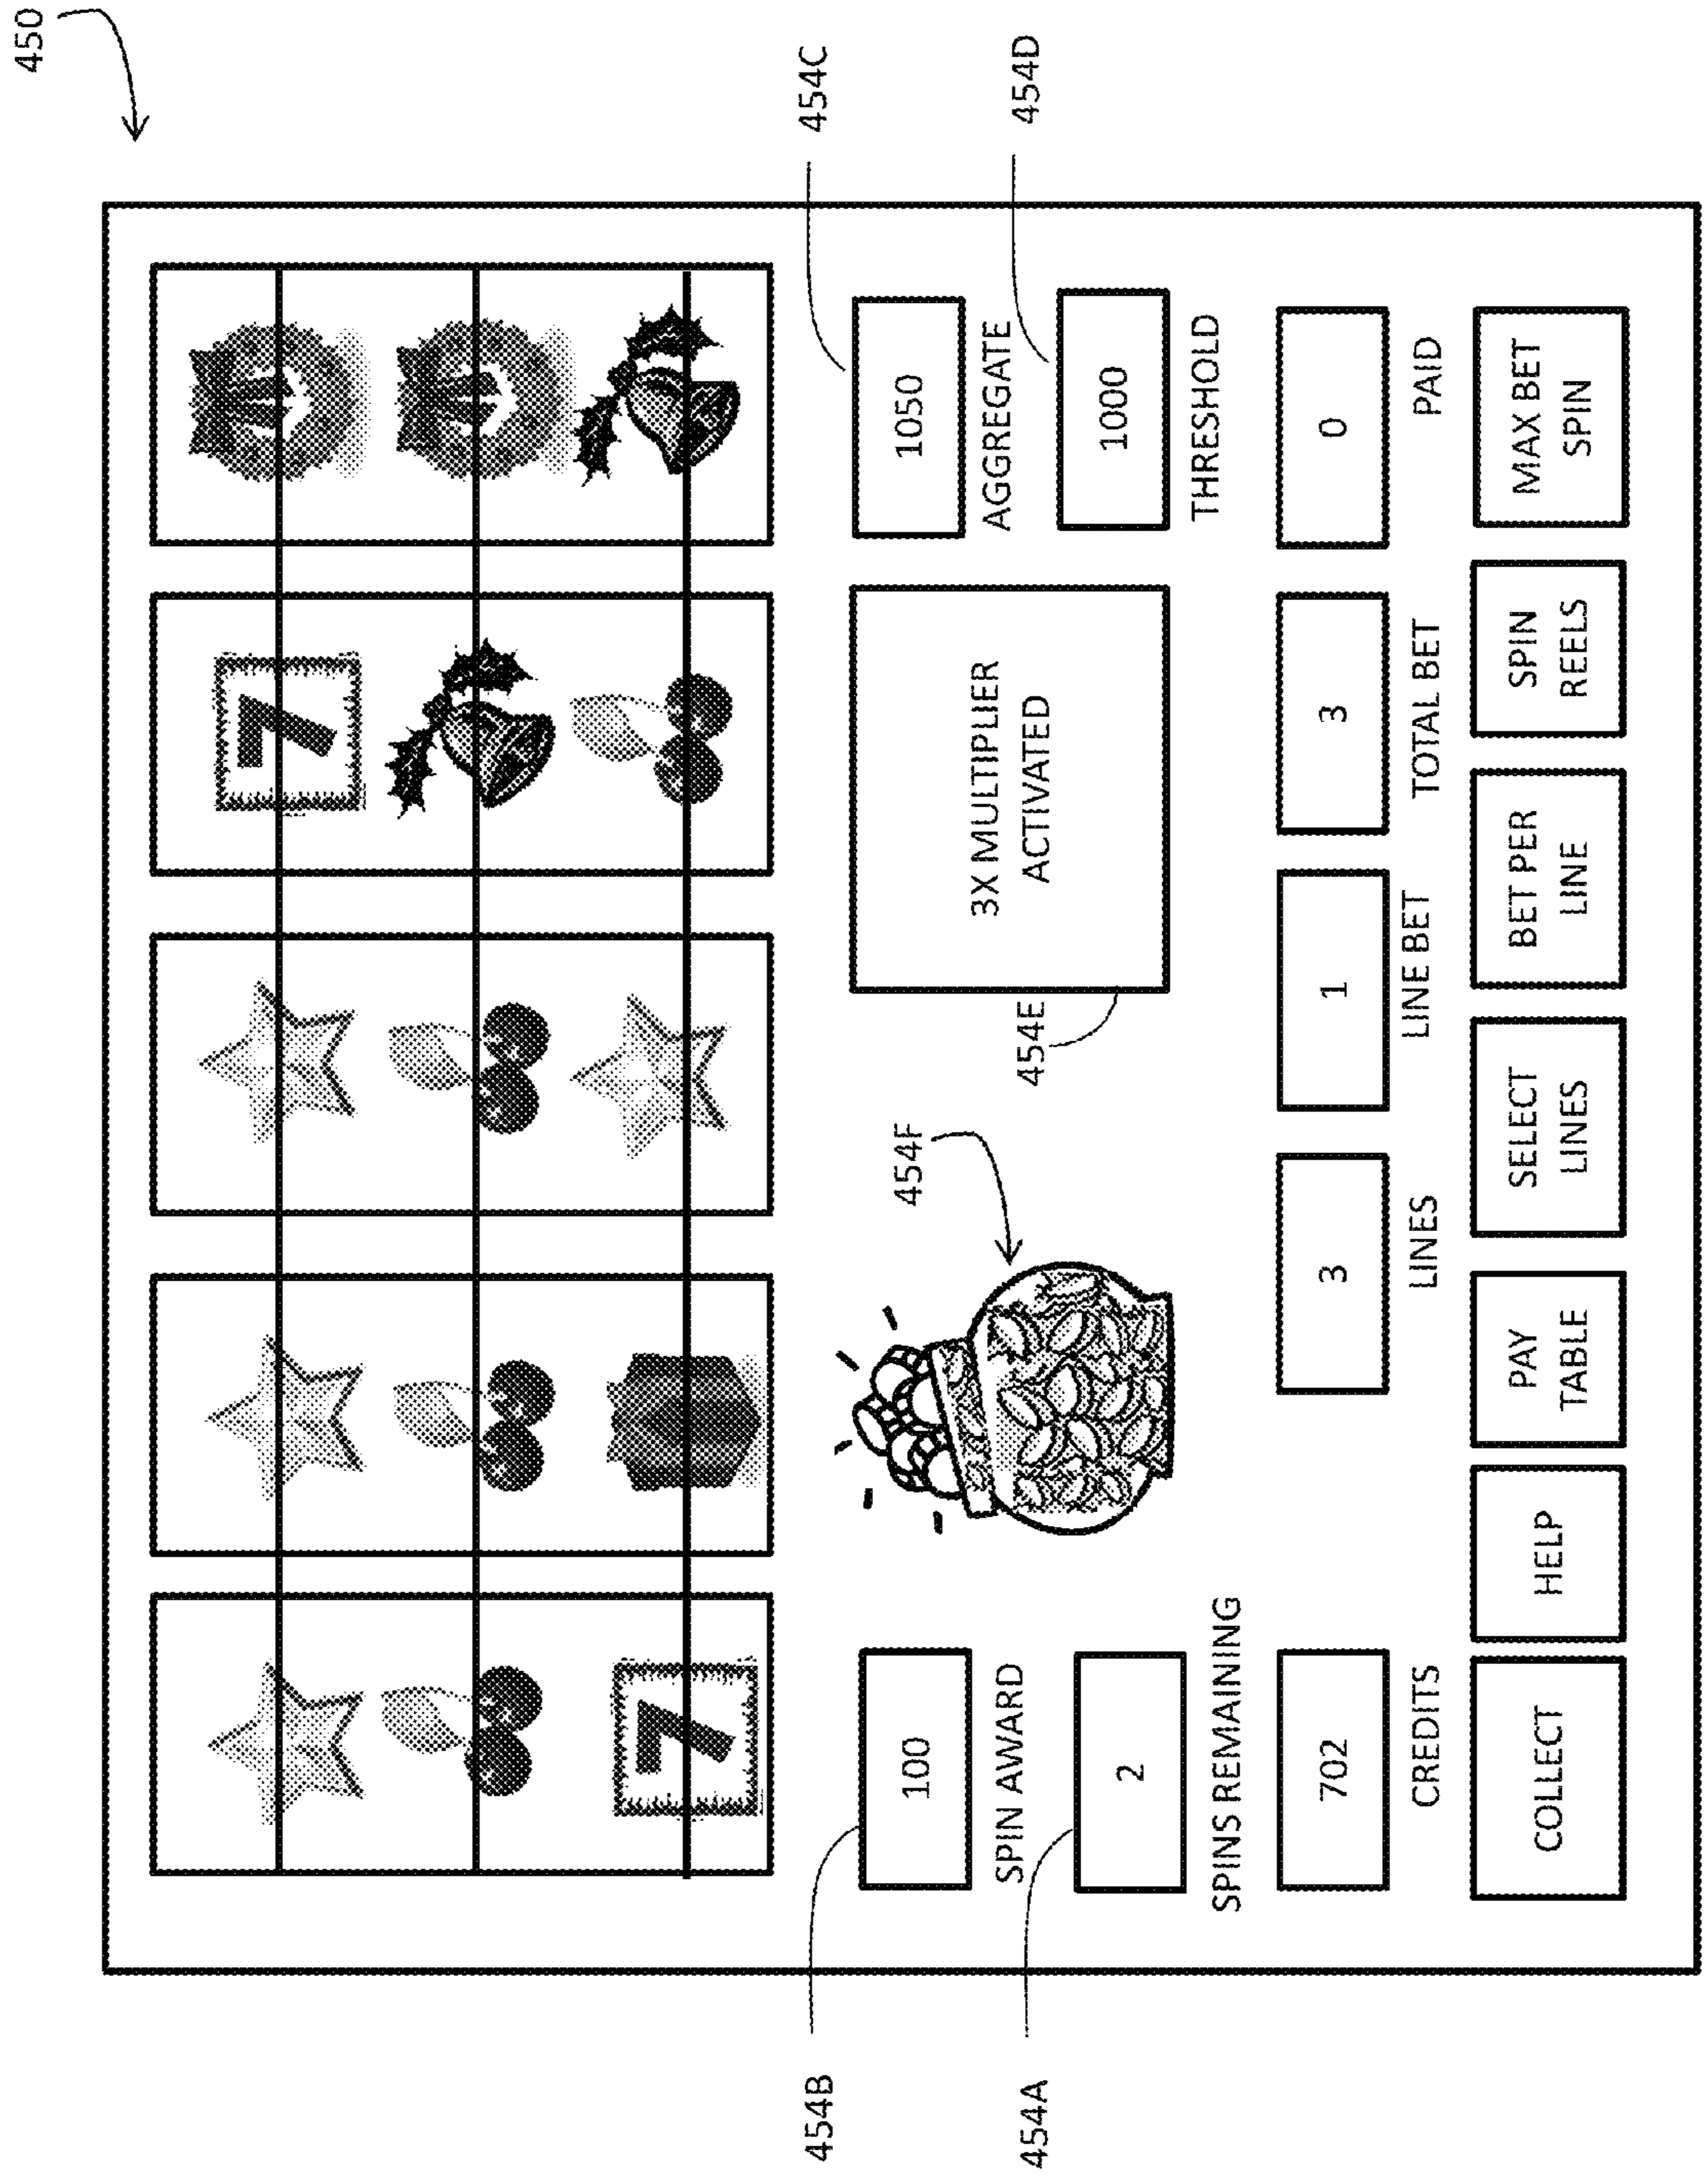 450
7
7
454B
454C
100
SPIN AWARD
454A
2
SPINS REMAINING
454F
454E
3X MULTIPLIER
ACTIVATED
1050
AGGREGATE
454D
1000
THRESHOLD
702
CREDITS
3
LINES
1
LINE BET
3
TOTAL BET
0
PAID
COLLECT
HELP
PAY
TABLE
SELECT
LINES
BET PER
LINE
SPIN
REELS
MAX BET
SPIN